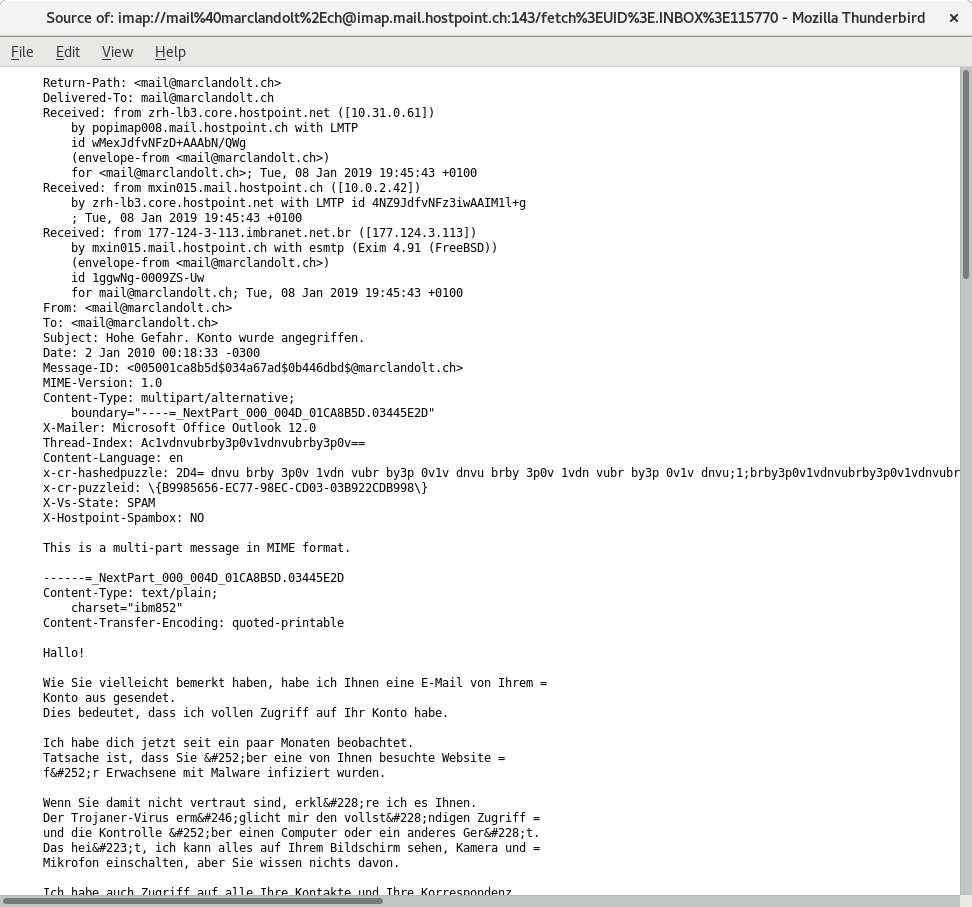 Source of: imap://mail%40marclandolt%2Ech@imap.mail.hostpoint.ch:143/fetch%3EUID%3E.INBOX%3E115770 - Mozilla Thunderbird
File Edit View Help
Return-Path: <mail@marclandolt.ch>
Delivered-To: mail@marclandolt.ch
Received: from zrh-lb3.core.hostpoint.net ([10.31.0.61])
    by popimap008.mail.hostpoint.ch with LMTP
    id wMexJdfvNFzD+AAAbN/QWg
    (envelope-from <mail@marclandolt.ch>)
    for <mail@marclandolt.ch>; Tue, 08 Jan 2019 19:45:43 +0100
Received: from mxin015.mail.hostpoint.ch ([10.0.2.42])
    by zrh-lb3.core.hostpoint.net with LMTP id 4NZ9JdfvNFz3iwAAIM1l+g
    ; Tue, 08 Jan 2019 19:45:43 +0100
Received: from 177-124-3-113.imbranet.net.br ([177.124.3.113])
    by mxin015.mail.hostpoint.ch with esmtp (Exim 4.91 (FreeBSD))
    (envelope-from <mail@marclandolt.ch>)
    id 1ggwNg-0009ZS-Uw
    for mail@marclandolt.ch; Tue, 08 Jan 2019 19:45:43 +0100
From: <mail@marclandolt.ch>
To: <mail@marclandolt.ch>
Subject: Hohe Gefahr. Konto wurde angegriffen.
Date: 2 Jan 2010 00:18:33 -0300
Message-ID: <005001ca8b5d$034a67ad$0b446dbd$@marclandolt.ch>
MIME-Version: 1.0
Content-Type: multipart/alternative;
    boundary="----=_NextPart_000_004D_01CA8B5D.03445E2D"
X-Mailer: Microsoft Office Outlook 12.0
Thread-Index: Ac1vdnvubrby3p0v1vdnvubrby3p0v==
Content-Language: en
x-cr-hashedpuzzle: 2D4= dnvu brby 3p0v 1vdn vubr by3p 0v1v dnvu brby 3p0v 1vdn vubr by3p 0v1v dnvu;1;brby3p0v1vdnvubrby3p0v1vdnvubr
x-cr-puzzleid: \{B9985656-EC77-98EC-CD03-03B922CDB998\}
X-Vs-State: SPAM
X-Hostpoint-Spambox: NO
This is a multi-part message in MIME format.
------=_NextPart_000_004D_01CA8B5D.03445E2D
Content-Type: text/plain;
    charset="ibm852"
Content-Transfer-Encoding: quoted-printable
Hallo!
Wie Sie vielleicht bemerkt haben, habe ich Ihnen eine E-Mail von Ihrem =
Konto aus gesendet.
Dies bedeutet, dass ich vollen Zugriff auf Ihr Konto habe.
Ich habe dich jetzt seit ein paar Monaten beobachtet.
Tatsache ist, dass Sie &#252;ber eine von Ihnen besuchte Website =
f&#252;r Erwachsene mit Malware infiziert wurden.
Wenn Sie damit nicht vertraut sind, erkl&#228;re ich es Ihnen.
Der Trojaner-Virus erm&#246;glicht mir den vollst&#228;ndigen Zugriff =
und die Kontrolle &#252;ber einen Computer oder ein anderes Ger&#228;t.
Das hei&#223;t, ich kann alles auf Ihrem Bildschirm sehen, Kamera und =
Mikrofon einschalten, aber Sie wissen nichts davon.
Ich habe auch Zugriff auf alle Ihre Kontakte und Ihre Korrespondenz